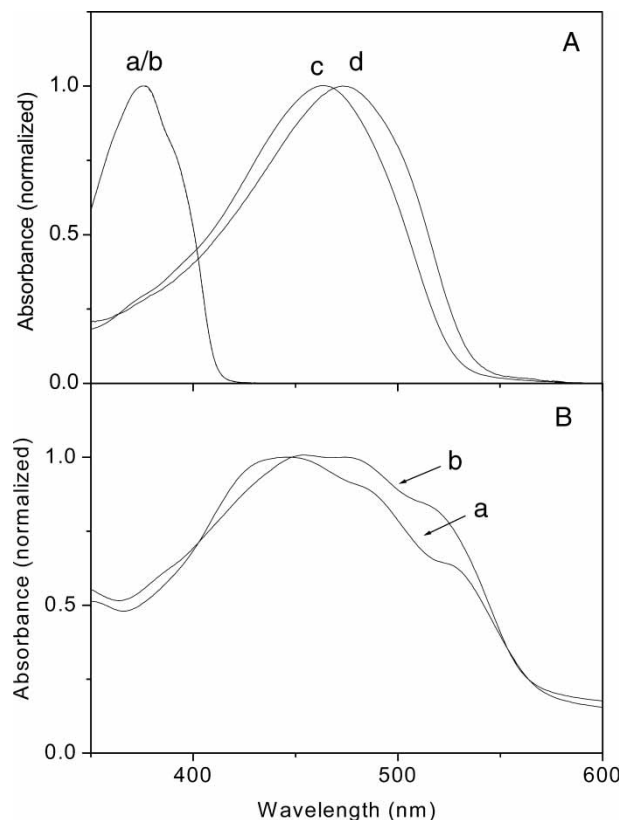 A
a/b
c
d
1.0
0.5
0.0
Absorbance (normalized)
B
b
a
1.0
0.5
0.0
Absorbance (normalized)
400
500
600
Wavelength (nm)